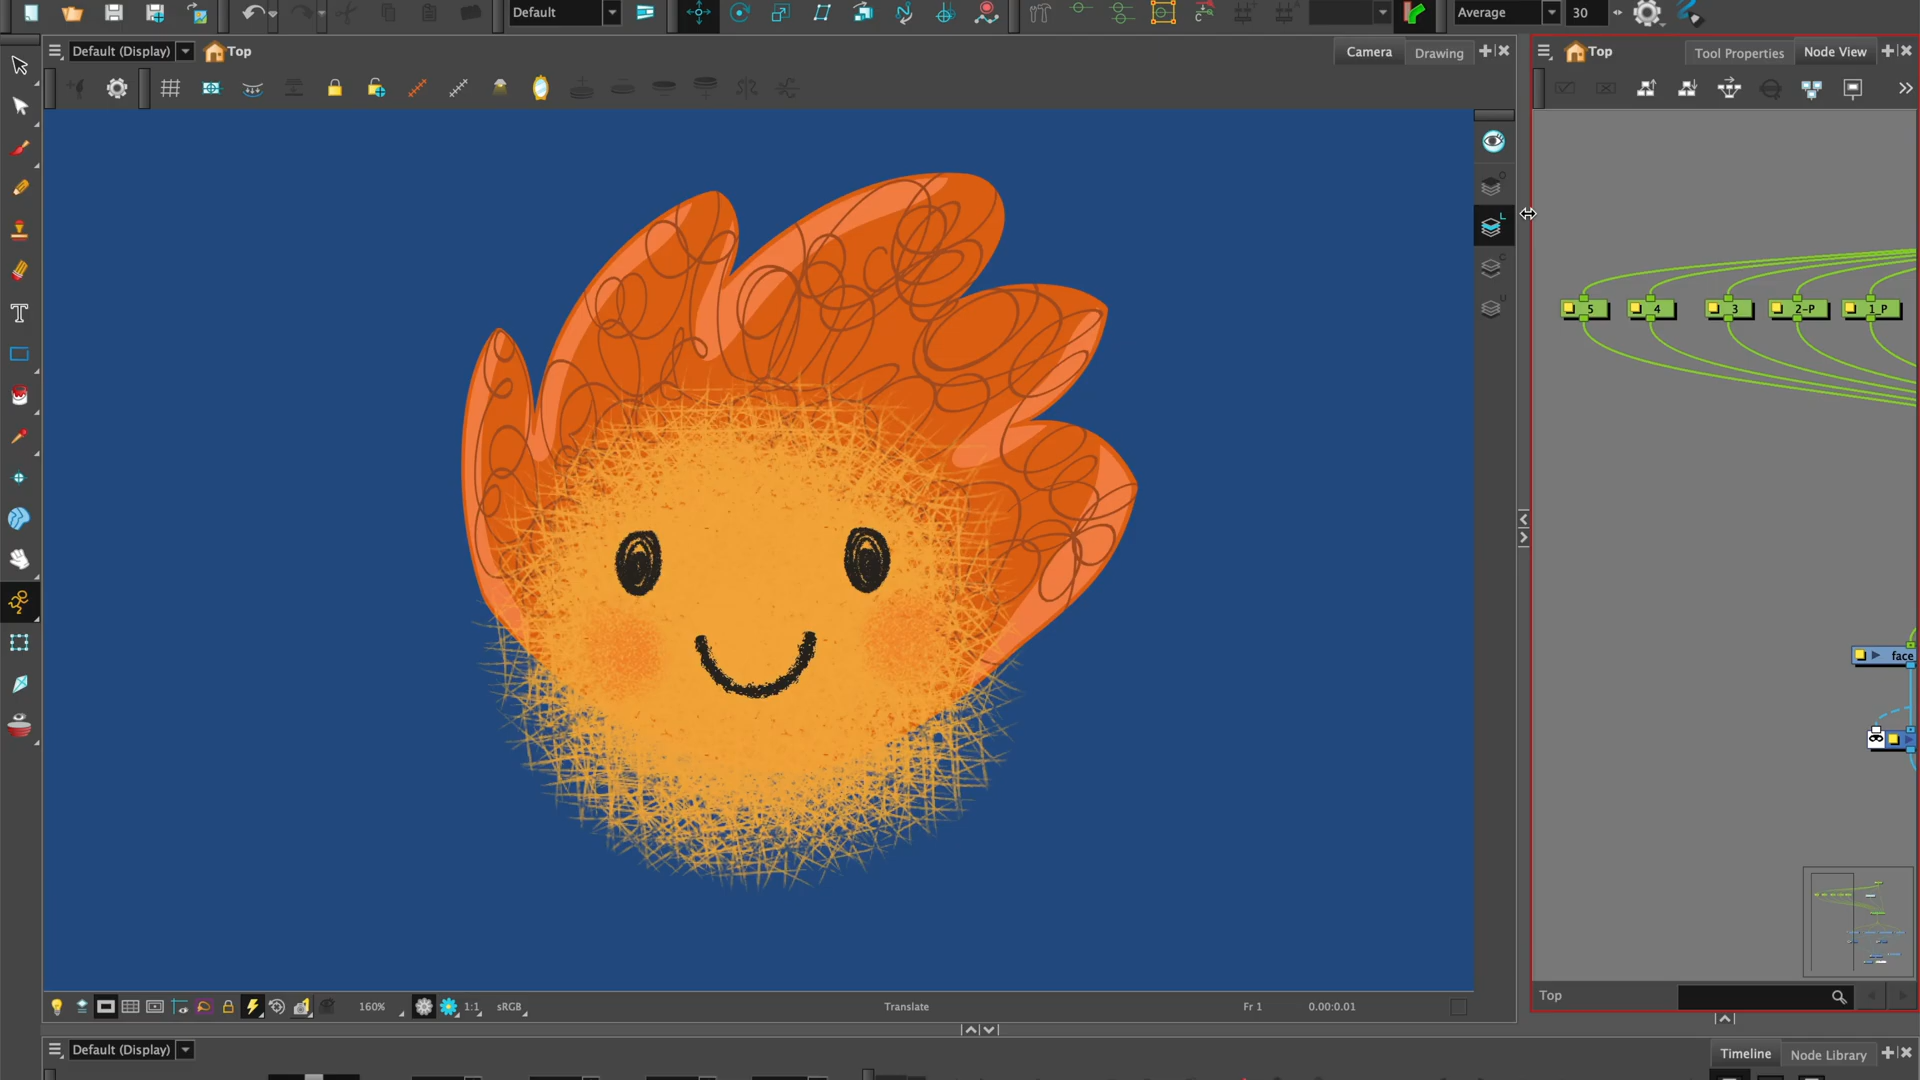 Default
Average 30
Default (Display) Top
Camera Drawing
Top
Tool Properties Node View
5 4 3 2-P 1_P
face
160% 1:1 sRGB Translate Fr 1 0.00:0.01
Top
Default (Display)
Timeline Node Library